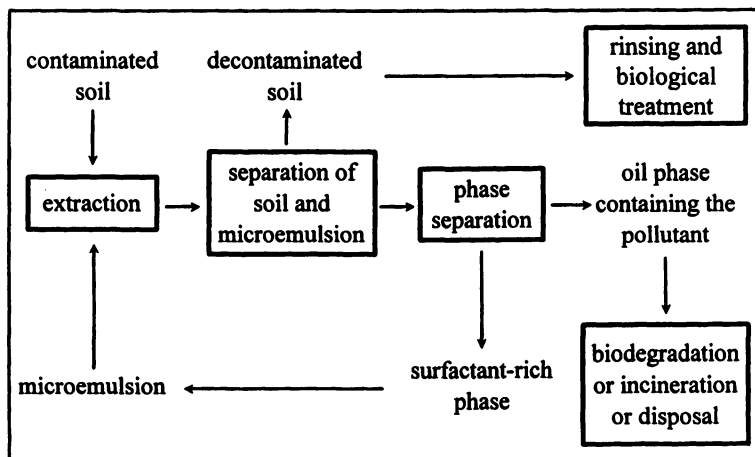 contaminated
soil
decontaminated
soil
rinsing and
biological
treatment
extraction
separation of
soil and
microemulsion
phase
separation
oil phase
containing the
pollutant
microemulsion
surfactant-rich
phase
biodegradation
or incineration
or disposal